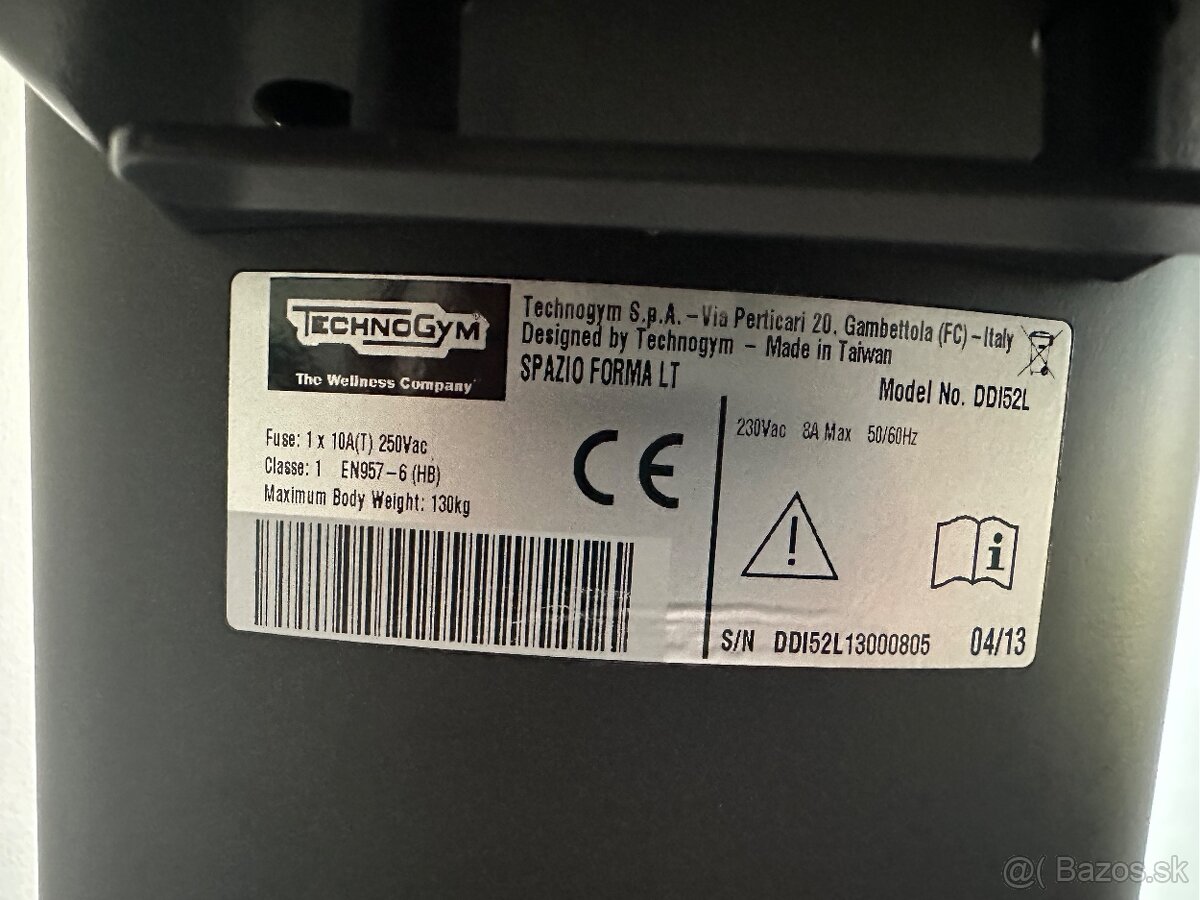 TECHNOGYM®
The Wellness Company
Technogym S.p.A. – Via Perticari 20, Gambettola (FC) – Italy
Designed by Technogym – Made in Taiwan
SPAZIO FORMA LT
Model No. DDI52L
Fuse: 1 x 10A(T) 250Vac
Classe: 1 EN957-6 (HB)
Maximum Body Weight: 130kg
CE
230Vac 8A Max 50/60Hz
S/N DDI52L13000805 04/13
@( Bazos.sk